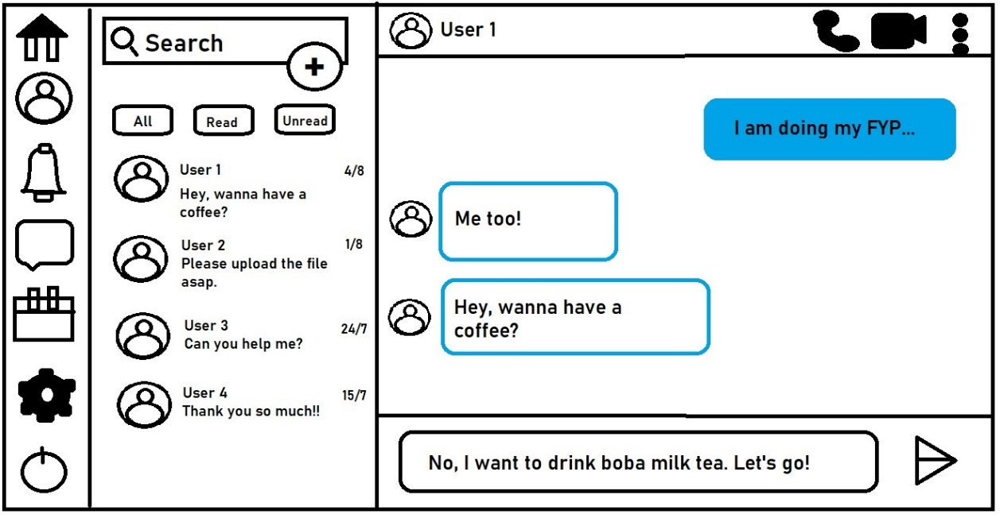 Search
+
All
Read
Unread
User 1
4/8
Hey, wanna have a
coffee?
User 2
1/8
Please upload the file
asap.
User 3
24/7
Can you help me?
User 4
15/7
Thank you so much!!
User 1
I am doing my FYP...
Me too!
Hey, wanna have a
coffee?
No, I want to drink boba milk tea. Let's go!